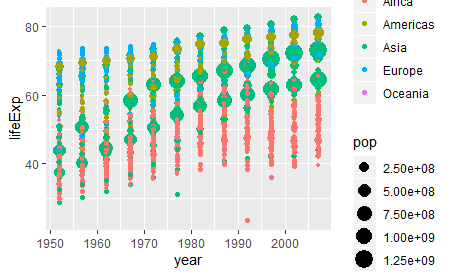 Africa
Americas
Asia
Europe
Oceania
pop
2.50e+08
5.00e+08
7.50e+08
1.00e+09
1.25e+09
80
60
40
lifeExp
1950
1960
1970
1980
1990
2000
year